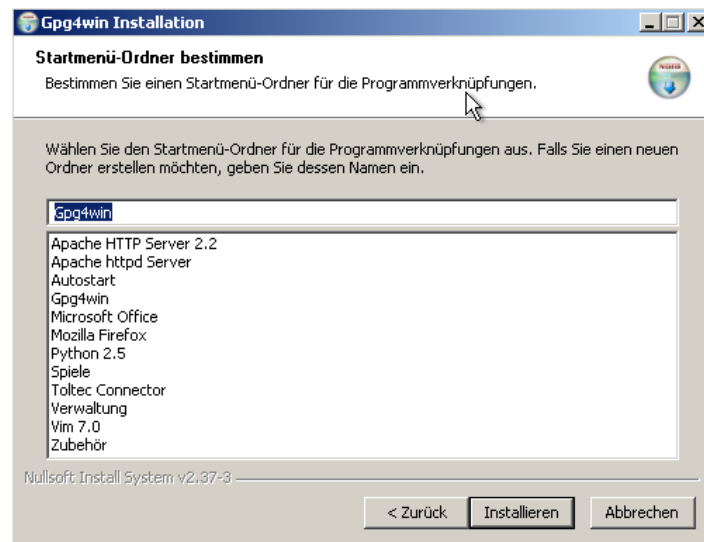 Gpg4win Installation
Startmenü-Ordner bestimmen
Bestimmen Sie einen Startmenü-Ordner für die Programmverknüpfungen.
Wählen Sie den Startmenü-Ordner für die Programmverknüpfungen aus. Falls Sie einen neuen
Ordner erstellen möchten, geben Sie dessen Namen ein.
Gpg4win
Apache HTTP Server 2.2
Apache httpd Server
Autostart
Gpg4win
Microsoft Office
Mozilla Firefox
Python 2.5
Spiele
Toltec Connector
Verwaltung
Vim 7.0
Zubehör
Nullsoft Install System v2.37-3
< Zurück
Installieren
Abbrechen